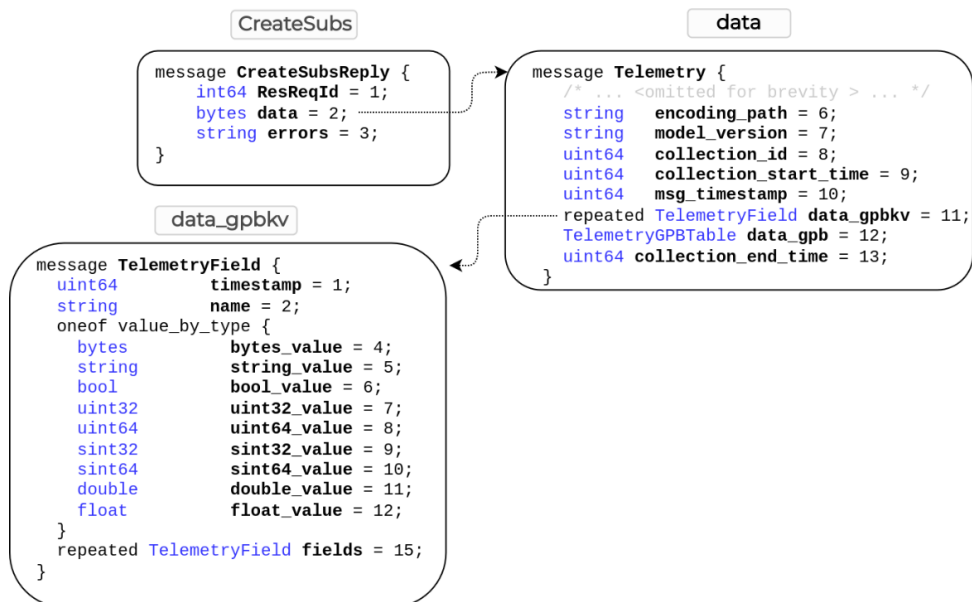 CreateSubs
message CreateSubsReply {
int64 ResReqId = 1;
bytes data = 2;
string errors = 3;
}
data
message Telemetry {
/* ... <omitted for brevity > ... */
string encoding_path = 6;
string model_version = 7;
uint64 collection_id = 8;
uint64 collection_start_time = 9;
uint64 msg_timestamp = 10;
repeated TelemetryField data_gpbkv = 11;
TelemetryGPBTable data_gpb = 12;
uint64 collection_end_time = 13;
}
data_gpbkv
message TelemetryField {
uint64 timestamp = 1;
string name = 2;
oneof value_by_type {
bytes bytes_value = 4;
string string_value = 5;
bool bool_value = 6;
uint32 uint32_value = 7;
uint64 uint64_value = 8;
sint32 sint32_value = 9;
sint64 sint64_value = 10;
double double_value = 11;
float float_value = 12;
}
repeated TelemetryField fields = 15;
}